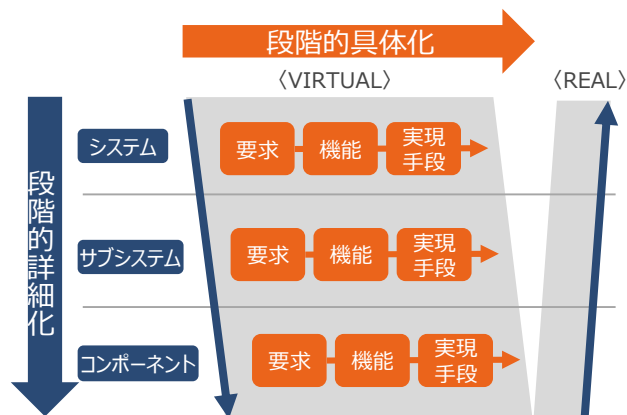 段階的具体化
〈VIRTUAL〉
〈REAL〉
段階的詳細化
システム
要求
機能
実現
手段
サブシステム
要求
機能
実現
手段
コンポーネント
要求
機能
実現
手段